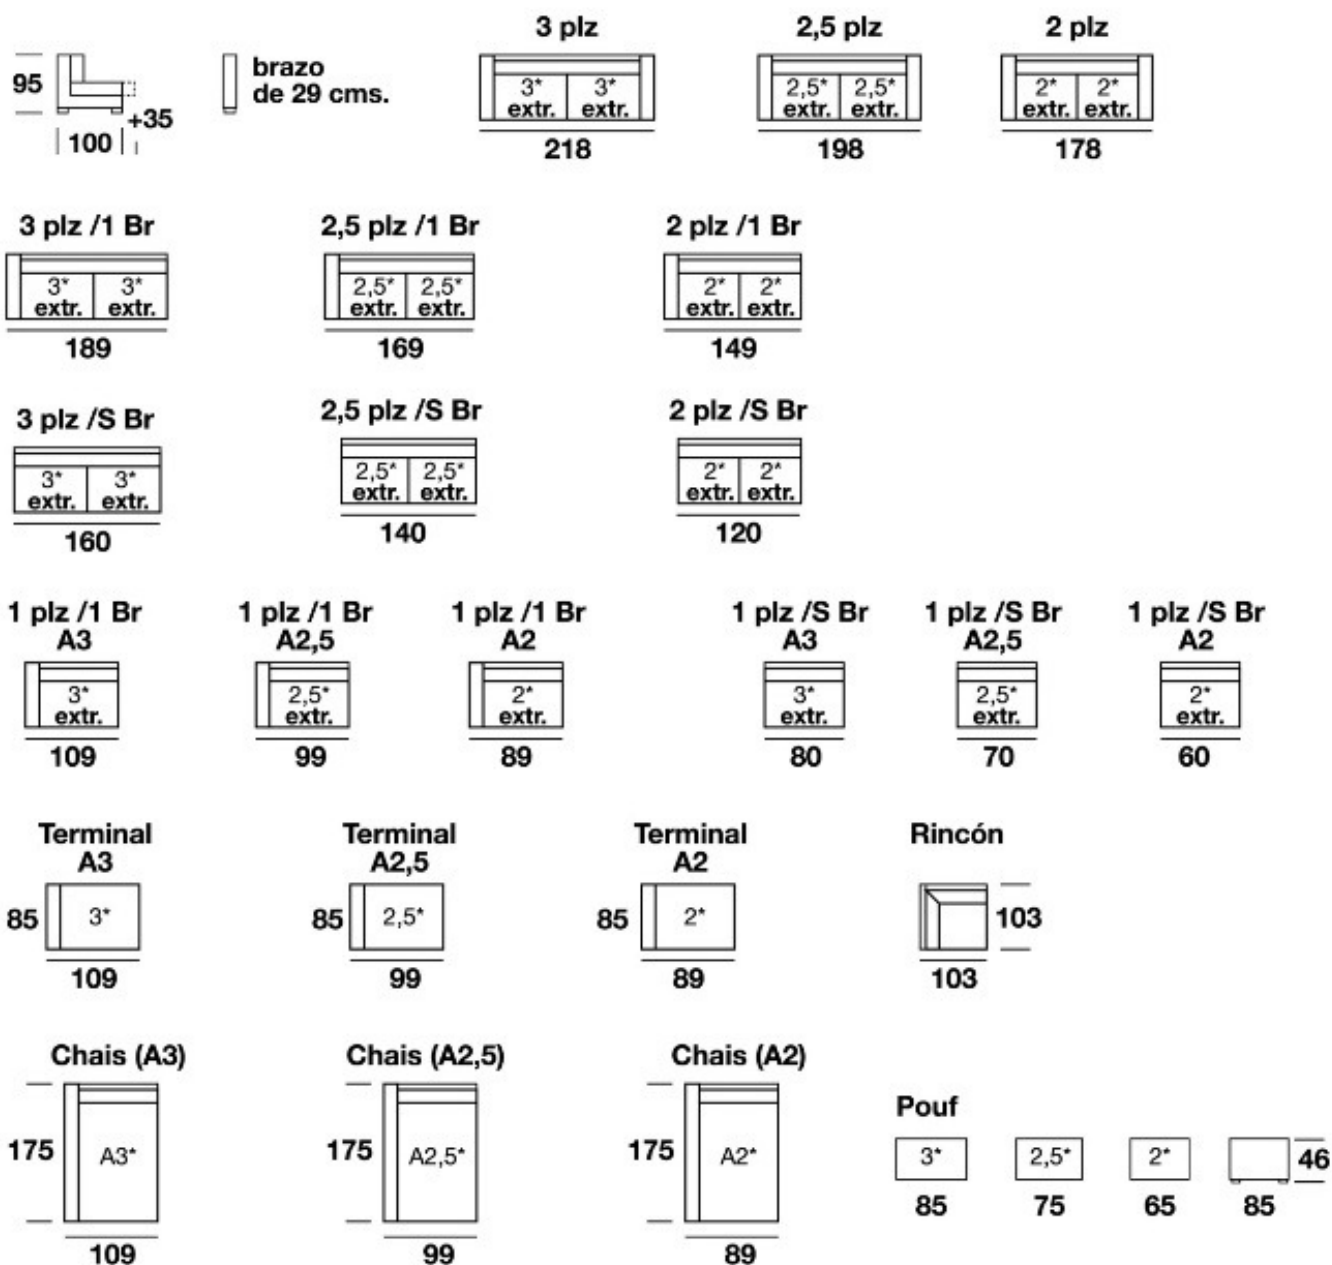 3 plz 2,5 plz 2 plz
95 brazo
de 29 cms.
3* 3* 2,5* 2,5* 2* 2*
extr. extr. extr. extr. extr. extr.
+35
100 218 198 178
3 plz /1 Br 2,5 plz /1 Br 2 plz /1 Br
3* 3* 2,5* 2,5* 2* 2*
extr. extr. extr. extr. extr. extr.
189 169 149
3 plz /S Br 2,5 plz /S Br 2 plz /S Br
3* 3* 2,5* 2,5* 2* 2*
extr. extr. extr. extr. extr. extr.
160 140 120
1 plz /1 Br 1 plz /1 Br 1 plz /1 Br 1 plz /S Br 1 plz /S Br 1 plz /S Br
A3 A2,5 A2 A3 A2,5 A2
3* 2,5* 2* 3* 2,5* 2*
extr. extr. extr. extr. extr. extr.
109 99 89 80 70 60
Terminal Terminal Terminal Rincón
A3 A2,5 A2
85 3* 85 2,5* 85 2* 103
109 99 89 103
Chais (A3) Chais (A2,5) Chais (A2)
Pouf
175 A3* 175 A2,5* 175 A2* 3* 2,5* 2* 46
85 75 65 85
109 99 89